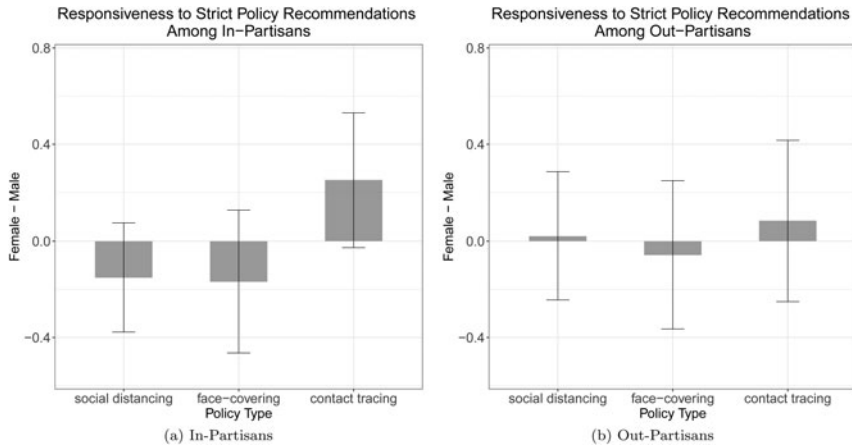 Responsiveness to Strict Policy Recommendations
Among In−Partisans
0.8
0.4
0.0
−0.4
Female − Male
social distancing
face−covering
contact tracing
Policy Type
(a) In-Partisans
Responsiveness to Strict Policy Recommendations
Among Out−Partisans
0.8
0.4
0.0
−0.4
Female − Male
social distancing
face−covering
contact tracing
Policy Type
(b) Out-Partisans